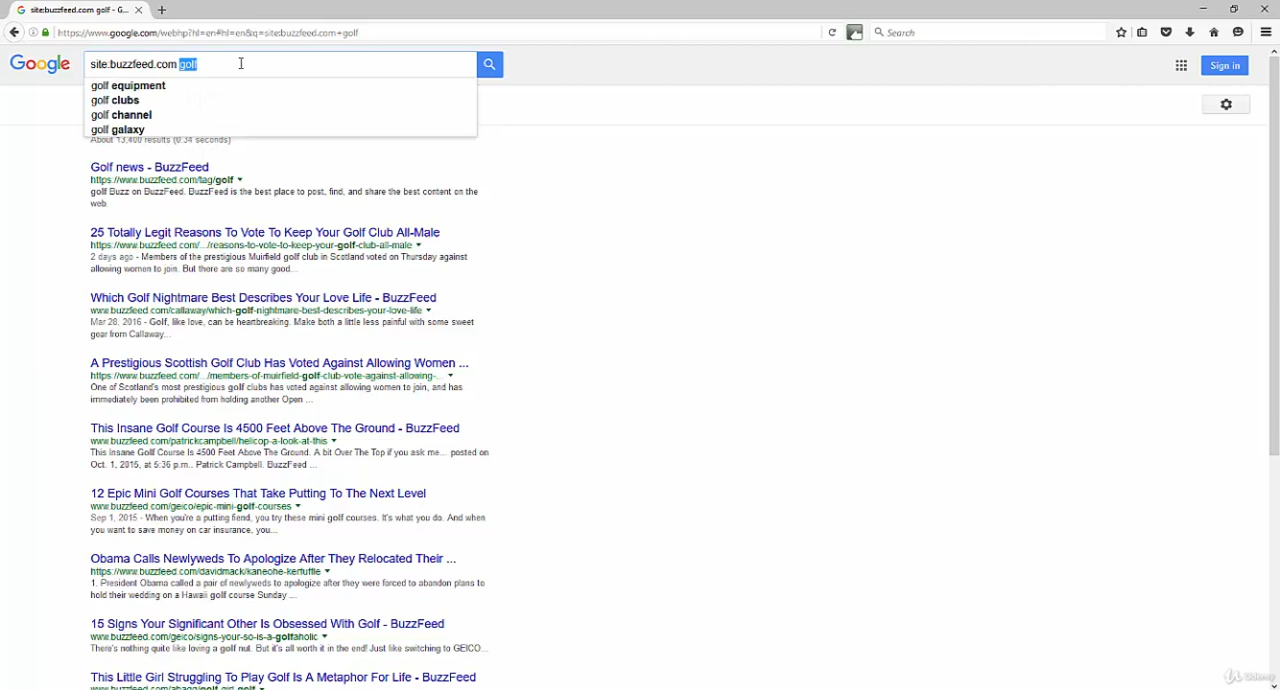 site:buzzfeed.com golf - G...
https://www.google.com/webhp?hl=en#hl=en&q=site:buzzfeed.com+golf
Search
Google
site:buzzfeed.com golf
Sign in
golf equipment
golf clubs
golf channel
golf galaxy
About 13,400 results (0.34 seconds)
Golf news - BuzzFeed
https://www.buzzfeed.com/tag/golf
golf Buzz on BuzzFeed. BuzzFeed is the best place to post, find, and share the best content on the
web.
25 Totally Legit Reasons To Vote To Keep Your Golf Club All-Male
https://www.buzzfeed.com/.../reasons-to-vote-to-keep-your-golf-club-all-male
2 days ago - Members of the prestigious Muirfield golf club in Scotland voted on Thursday against
allowing women to join. But there are so many good...
Which Golf Nightmare Best Describes Your Love Life - BuzzFeed
www.buzzfeed.com/callaway/which-golf-nightmare-best-describes-your-love-life
Mar 28, 2016 - Golf, like love, can be heartbreaking. Make both a little less painful with some sweet
gear from Callaway...
A Prestigious Scottish Golf Club Has Voted Against Allowing Women ...
https://www.buzzfeed.com/.../members-of-muirfield-golf-club-vote-against-allowing-...
One of Scotland's most prestigious golf clubs has voted against allowing women to join, and has
immediately been prohibited from holding another Open ...
This Insane Golf Course Is 4500 Feet Above The Ground - BuzzFeed
www.buzzfeed.com/patrickcampbell/helicop-a-look-at-this
This Insane Golf Course Is 4500 Feet Above The Ground. A bit Over The Top if you ask me... posted on
Oct. 1, 2015, at 5:36 p.m.. Patrick Campbell. BuzzFeed ...
12 Epic Mini Golf Courses That Take Putting To The Next Level
www.buzzfeed.com/geico/epic-mini-golf-courses
Sep 1, 2015 - When you're a putting fiend, you try these mini golf courses. It's what you do. And when
you want to save money on car insurance, you...
Obama Calls Newlyweds To Apologize After They Relocated Their ...
https://www.buzzfeed.com/davidmack/kaneohe-kerfuffle
1. President Obama called a pair of newlyweds to apologize after they were forced to abandon plans to
hold their wedding on a Hawaii golf course Sunday ...
15 Signs Your Significant Other Is Obsessed With Golf - BuzzFeed
www.buzzfeed.com/geico/signs-your-so-is-a-golfaholic
There's nothing quite like loving a golf nut. But it's all worth it in the end! Just like switching to GEICO...
This Little Girl Struggling To Play Golf Is A Metaphor For Life - BuzzFeed
Udemy